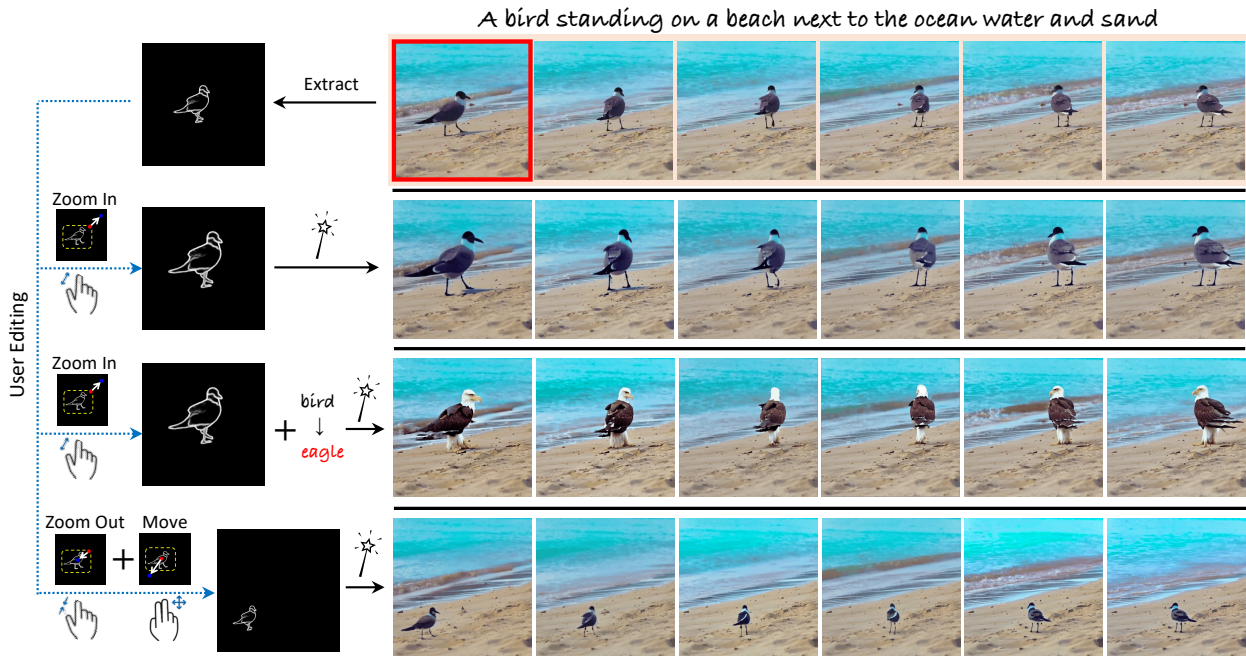 A bird standing on a beach next to the ocean water and sand
Extract
User Editing
Zoom In
Zoom In
+
bird
↓
eagle
Zoom Out
+
Move